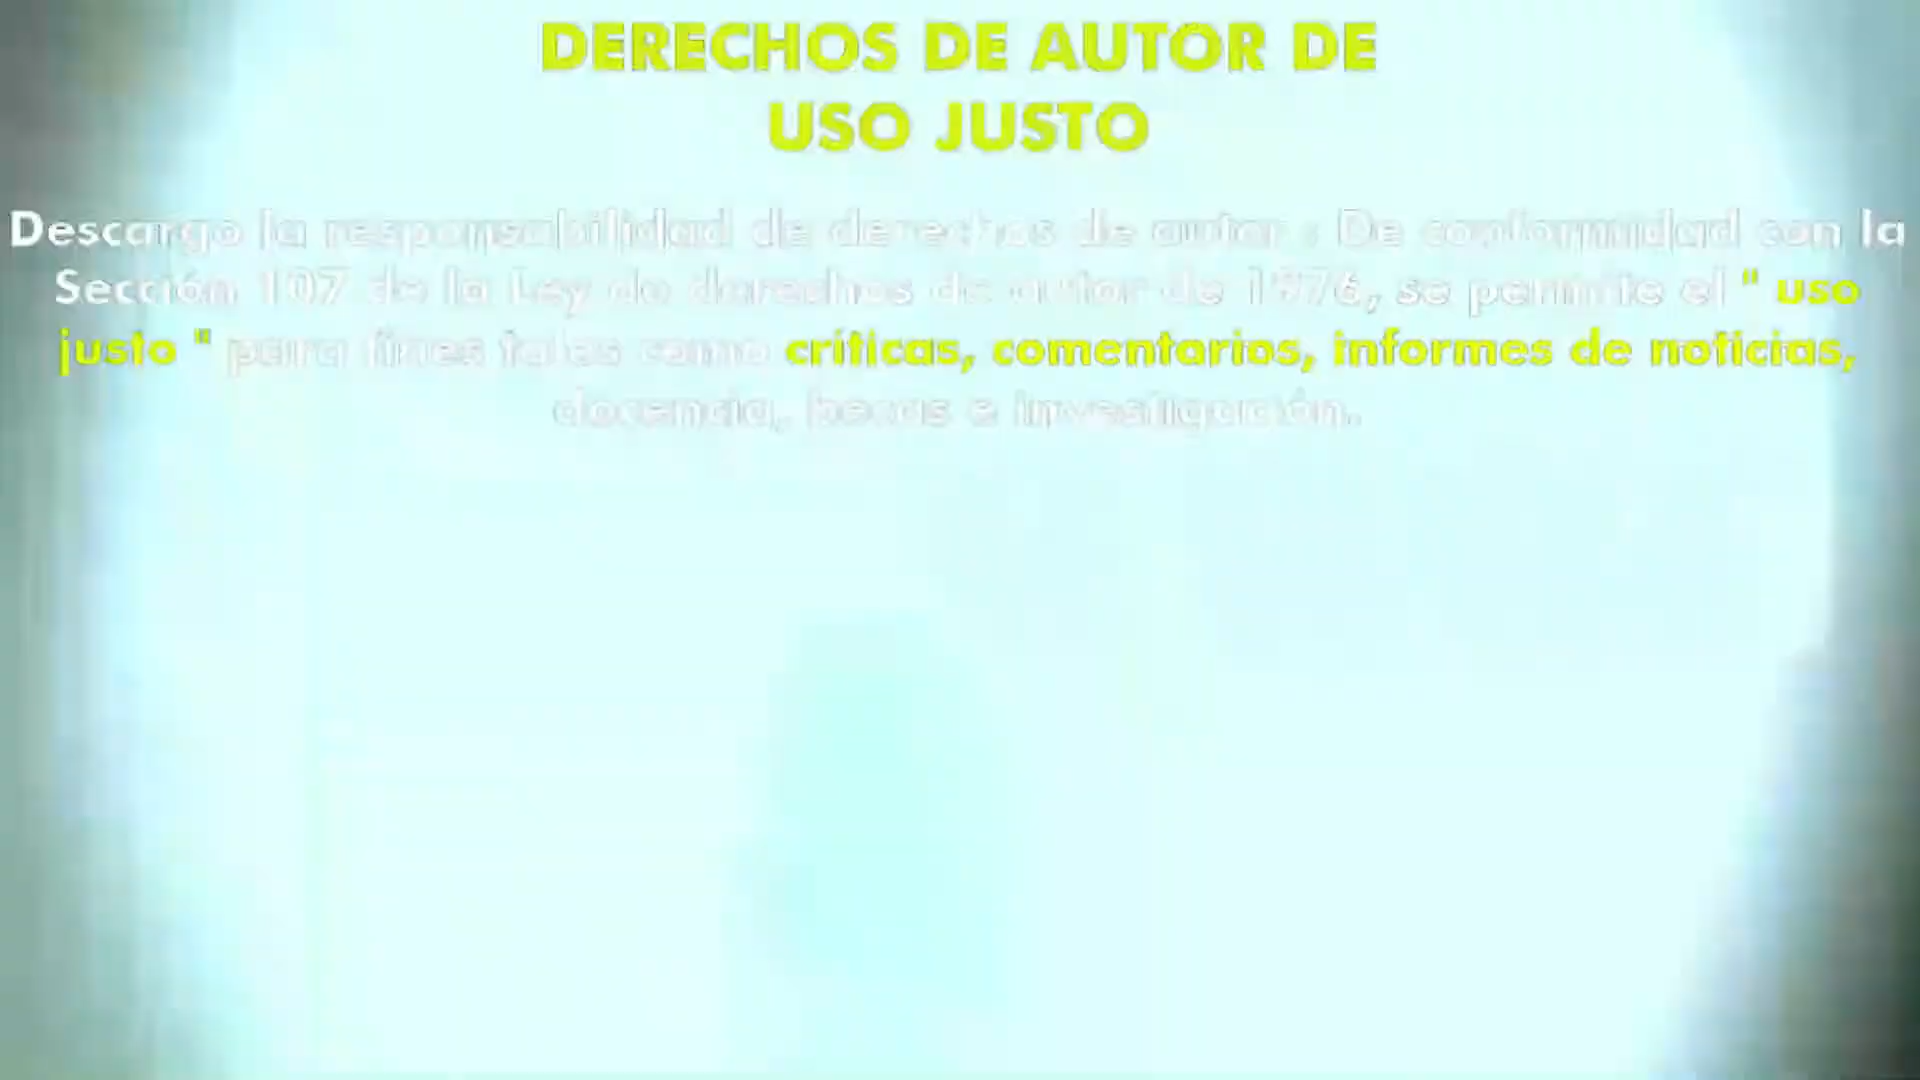 DERECHOS DE AUTOR DE
USO JUSTO
Descargo la responsabilidad de derechos de autor : De conformidad con la
Sección 107 de la Ley de derechos de autor de 1976, se permite el " uso
justo " para fines tales como críticas, comentarios, informes de noticias,
docencia, becas e investigación.